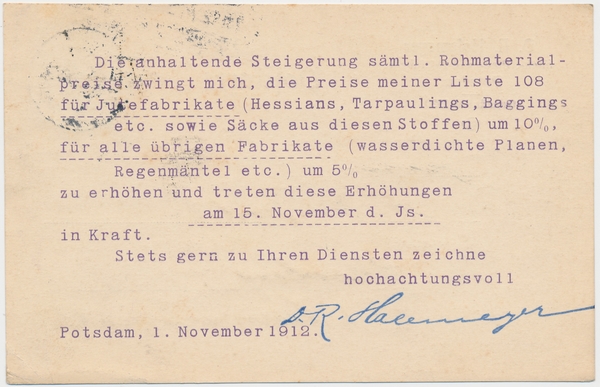 Die anhaltende Steigerung sämtl. Rohmaterial-
preise zwingt mich, die Preise meiner Liste 108
für Jutefabrikate (Hessians, Tarpaulings, Baggings
etc. sowie Säcke aus diesen Stoffen) um 10%,
für alle übrigen Fabrikate (wasserdichte Planen,
Regenmäntel etc.) um 5%
zu erhöhen und treten diese Erhöhungen
am 15. November d. Js.
in Kraft.
Stets gern zu Ihren Diensten zeichne
hochachtungsvoll
D. R. Hasemeyer
Potsdam, 1. November 1912.